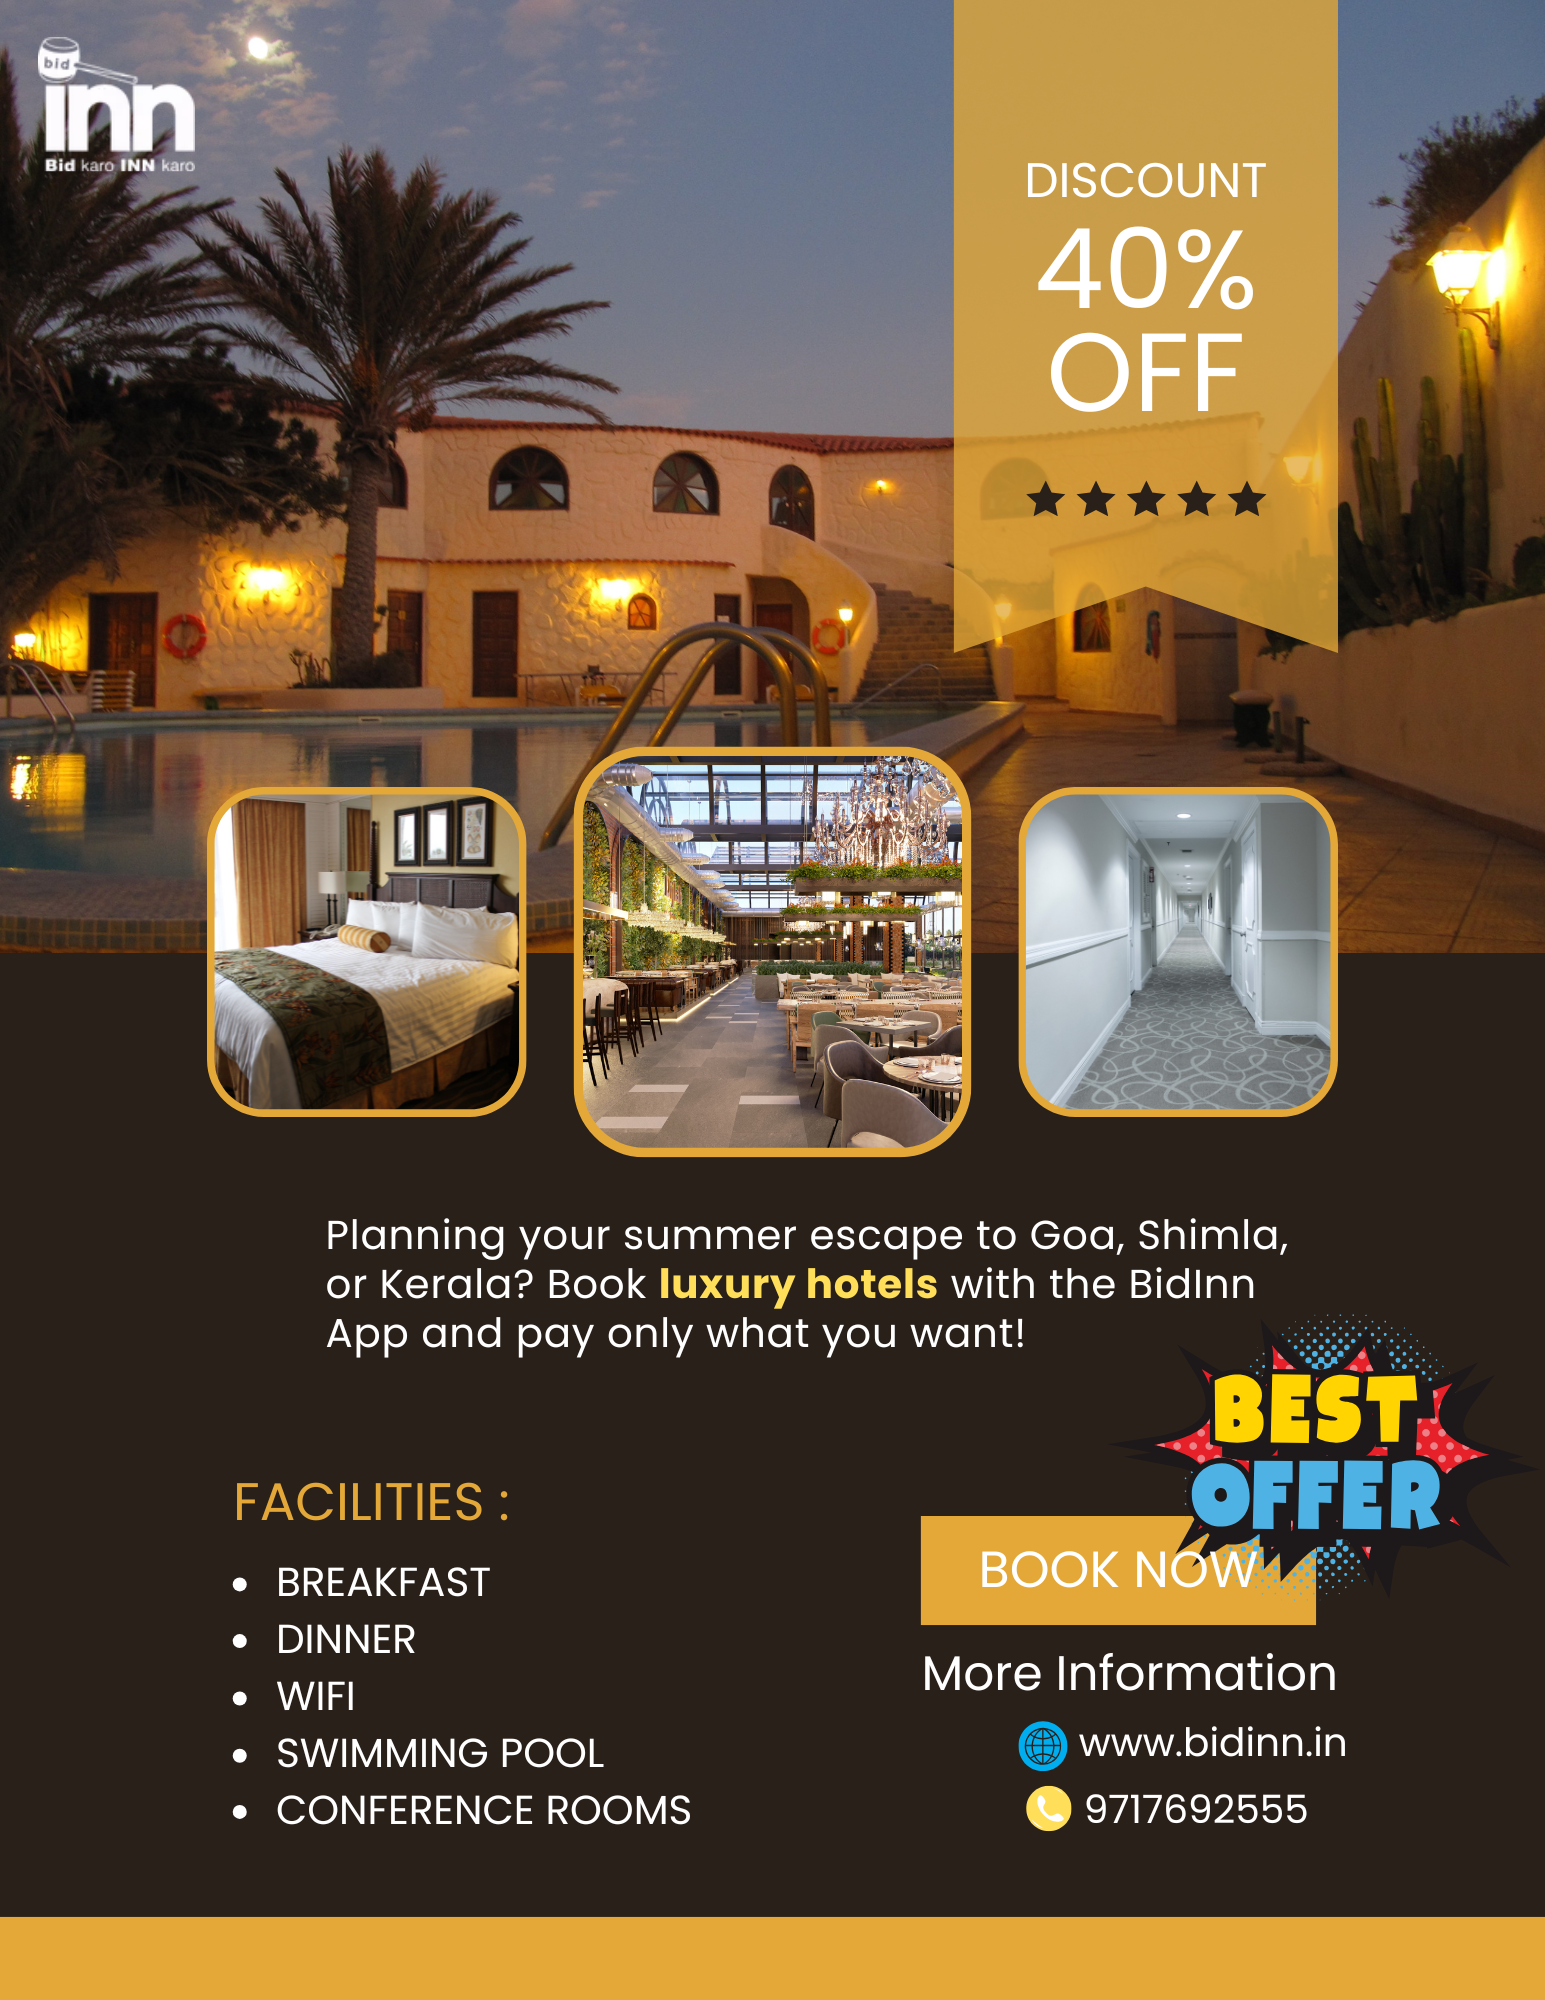 bid
inn
Bid karo INN karo
DISCOUNT
40%
OFF
Planning your summer escape to Goa, Shimla,
or Kerala? Book luxury hotels with the BidInn
App and pay only what you want!
BEST
OFFER
FACILITIES :
• BREAKFAST
• DINNER
• WIFI
• SWIMMING POOL
• CONFERENCE ROOMS
BOOK NOW
More Information
www.bidinn.in
9717692555